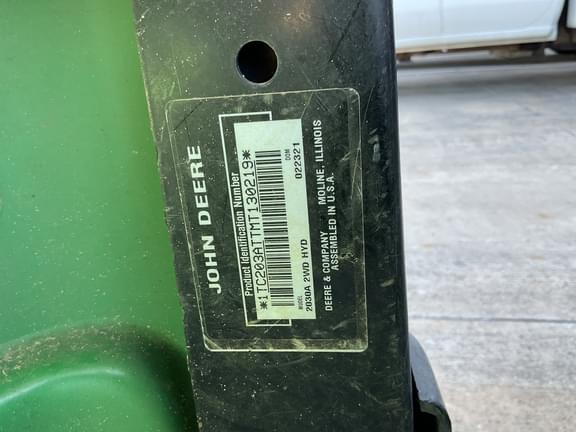 JOHN DEERE
Product Identification Number
*1TC203ATTMT130219*
DOM
022321
MODEL
2030A 2WD HYD
DEERE & COMPANY MOLINE, ILLINOIS
ASSEMBLED IN U.S.A.